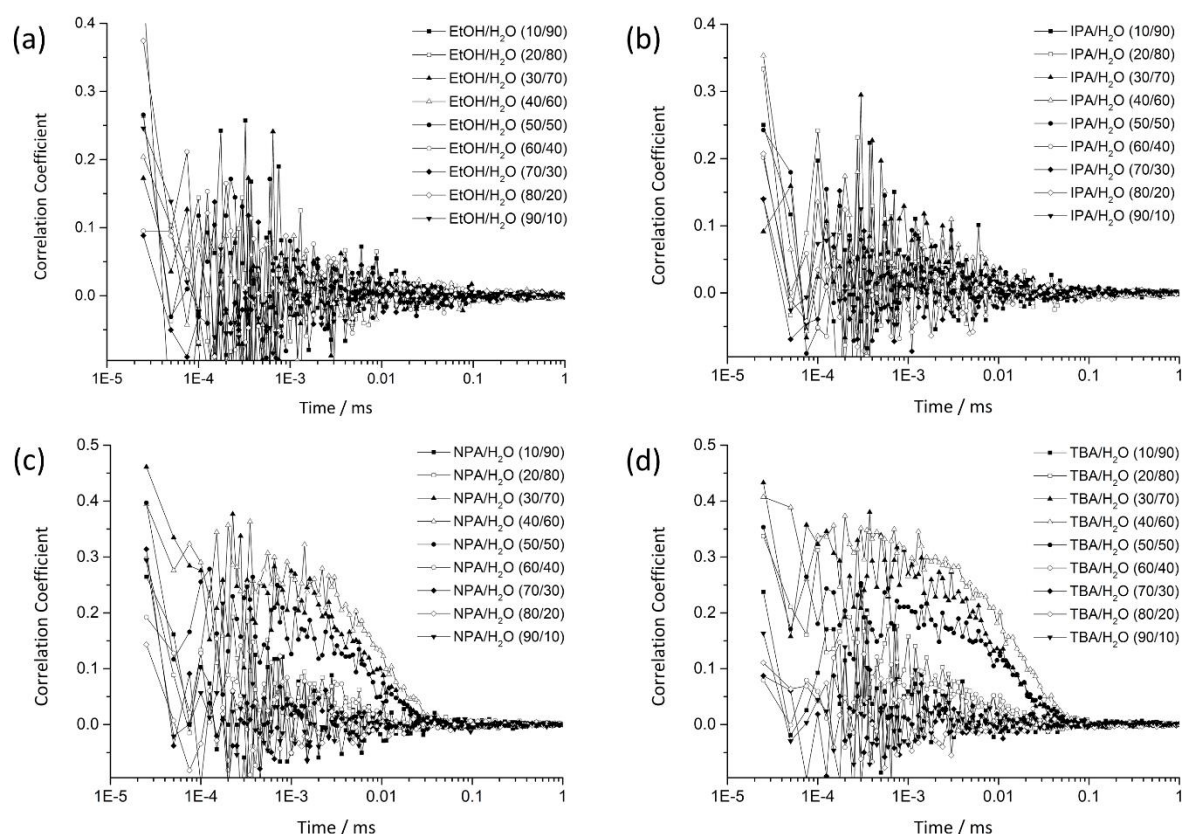 (a)
0.4
0.3
0.2
0.1
0.0
Correlation Coefficient
EtOH/H₂O (10/90)
EtOH/H₂O (20/80)
EtOH/H₂O (30/70)
EtOH/H₂O (40/60)
EtOH/H₂O (50/50)
EtOH/H₂O (60/40)
EtOH/H₂O (70/30)
EtOH/H₂O (80/20)
EtOH/H₂O (90/10)
1E-5 1E-4 1E-3 0.01 0.1 1
Time / ms
(b)
0.4
0.3
0.2
0.1
0.0
Correlation Coefficient
IPA/H₂O (10/90)
IPA/H₂O (20/80)
IPA/H₂O (30/70)
IPA/H₂O (40/60)
IPA/H₂O (50/50)
IPA/H₂O (60/40)
IPA/H₂O (70/30)
IPA/H₂O (80/20)
IPA/H₂O (90/10)
1E-5 1E-4 1E-3 0.01 0.1 1
Time / ms
(c)
0.5
0.4
0.3
0.2
0.1
0.0
Correlation Coefficient
NPA/H₂O (10/90)
NPA/H₂O (20/80)
NPA/H₂O (30/70)
NPA/H₂O (40/60)
NPA/H₂O (50/50)
NPA/H₂O (60/40)
NPA/H₂O (70/30)
NPA/H₂O (80/20)
NPA/H₂O (90/10)
1E-5 1E-4 1E-3 0.01 0.1 1
Time / ms
(d)
0.5
0.4
0.3
0.2
0.1
0.0
Correlation Coefficient
TBA/H₂O (10/90)
TBA/H₂O (20/80)
TBA/H₂O (30/70)
TBA/H₂O (40/60)
TBA/H₂O (50/50)
TBA/H₂O (60/40)
TBA/H₂O (70/30)
TBA/H₂O (80/20)
TBA/H₂O (90/10)
1E-5 1E-4 1E-3 0.01 0.1 1
Time / ms